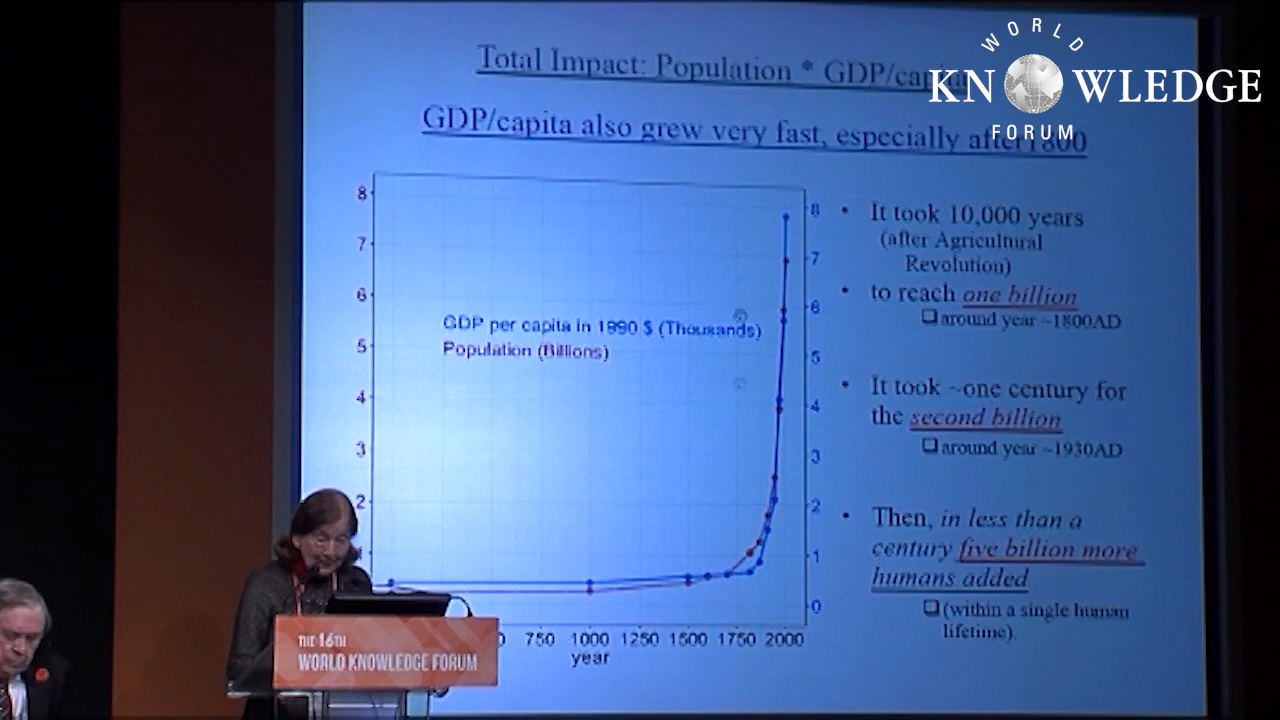 Total Impact: Population * GDP/capita
WORLD
KNOWLEDGE
FORUM
GDP/capita also grew very fast, especially after 1800
8
7
6
5
4
3
2
8
7
6
5
4
3
2
1
0
GDP per capita in 1990 $ (Thousands)
Population (Billions)
750 1000 1250 1500 1750 2000
year
• It took 10,000 years
(after Agricultural
Revolution)
• to reach one billion
❑ around year ~1800AD
• It took ~one century for
the second billion
❑ around year ~1930AD
• Then, in less than a
century five billion more
humans added
❑ (within a single human
lifetime).
THE 16TH
WORLD KNOWLEDGE FORUM